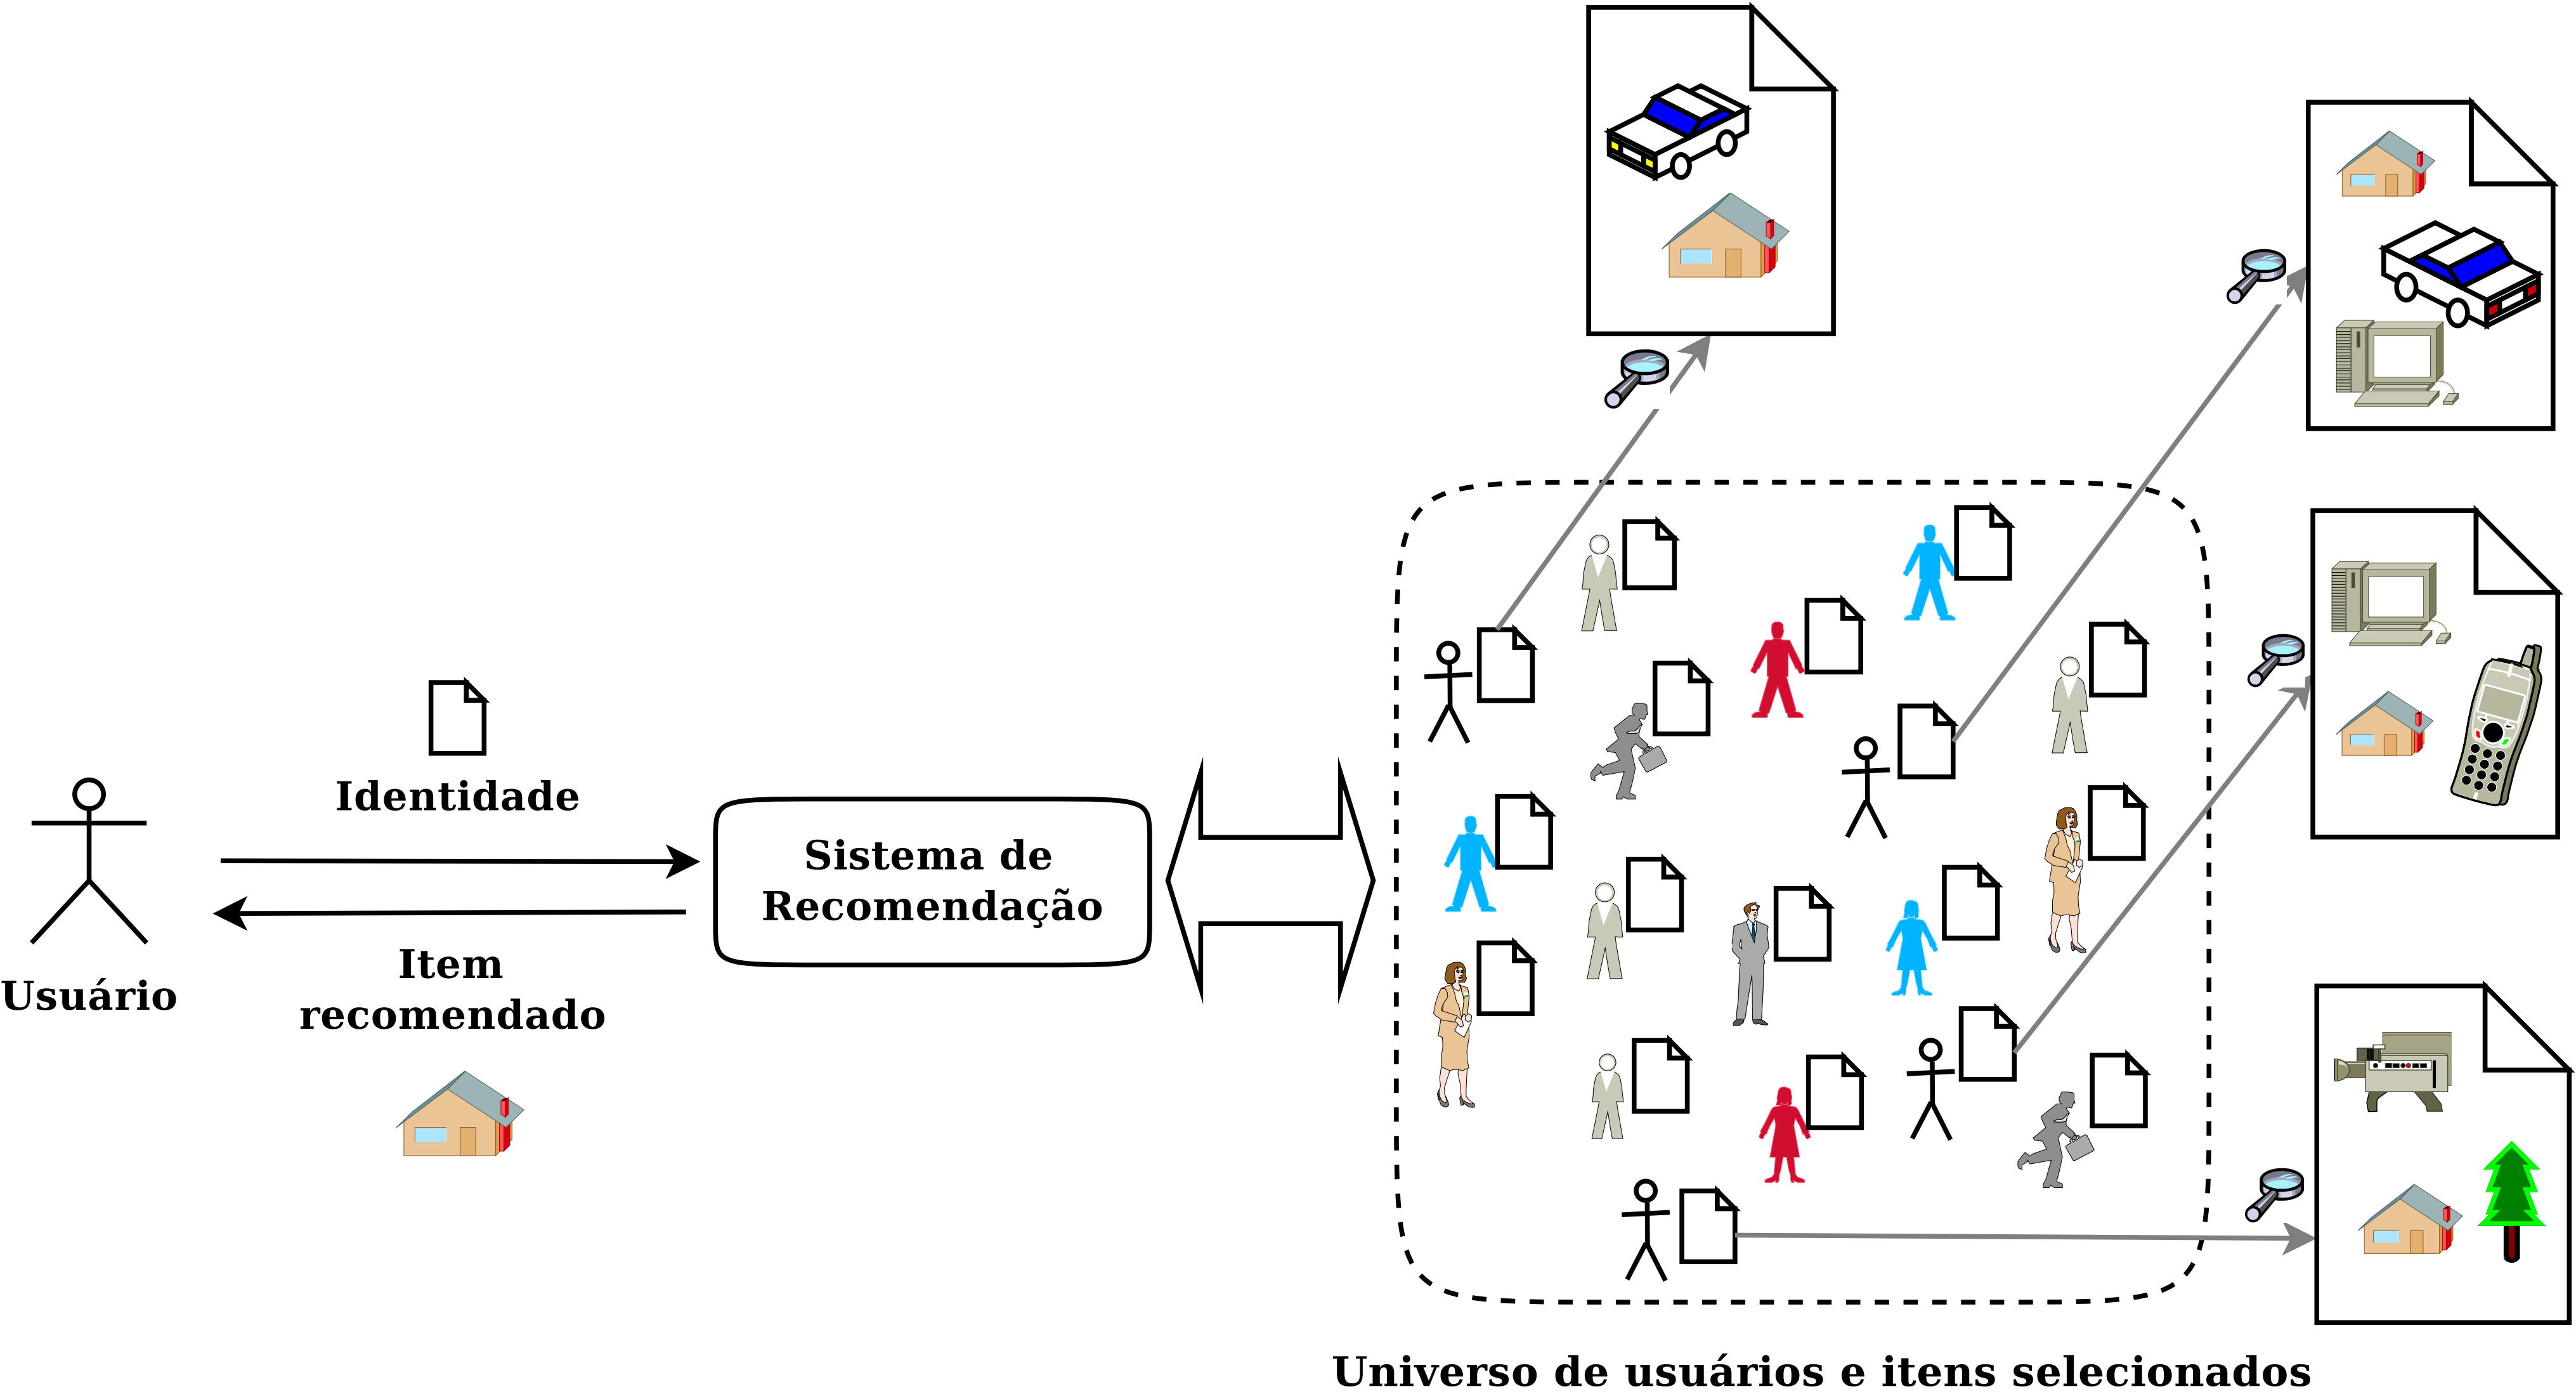 Identidade
Sistema de
Recomendação
Item
recomendado
Usuário
Universo de usuários e itens selecionados